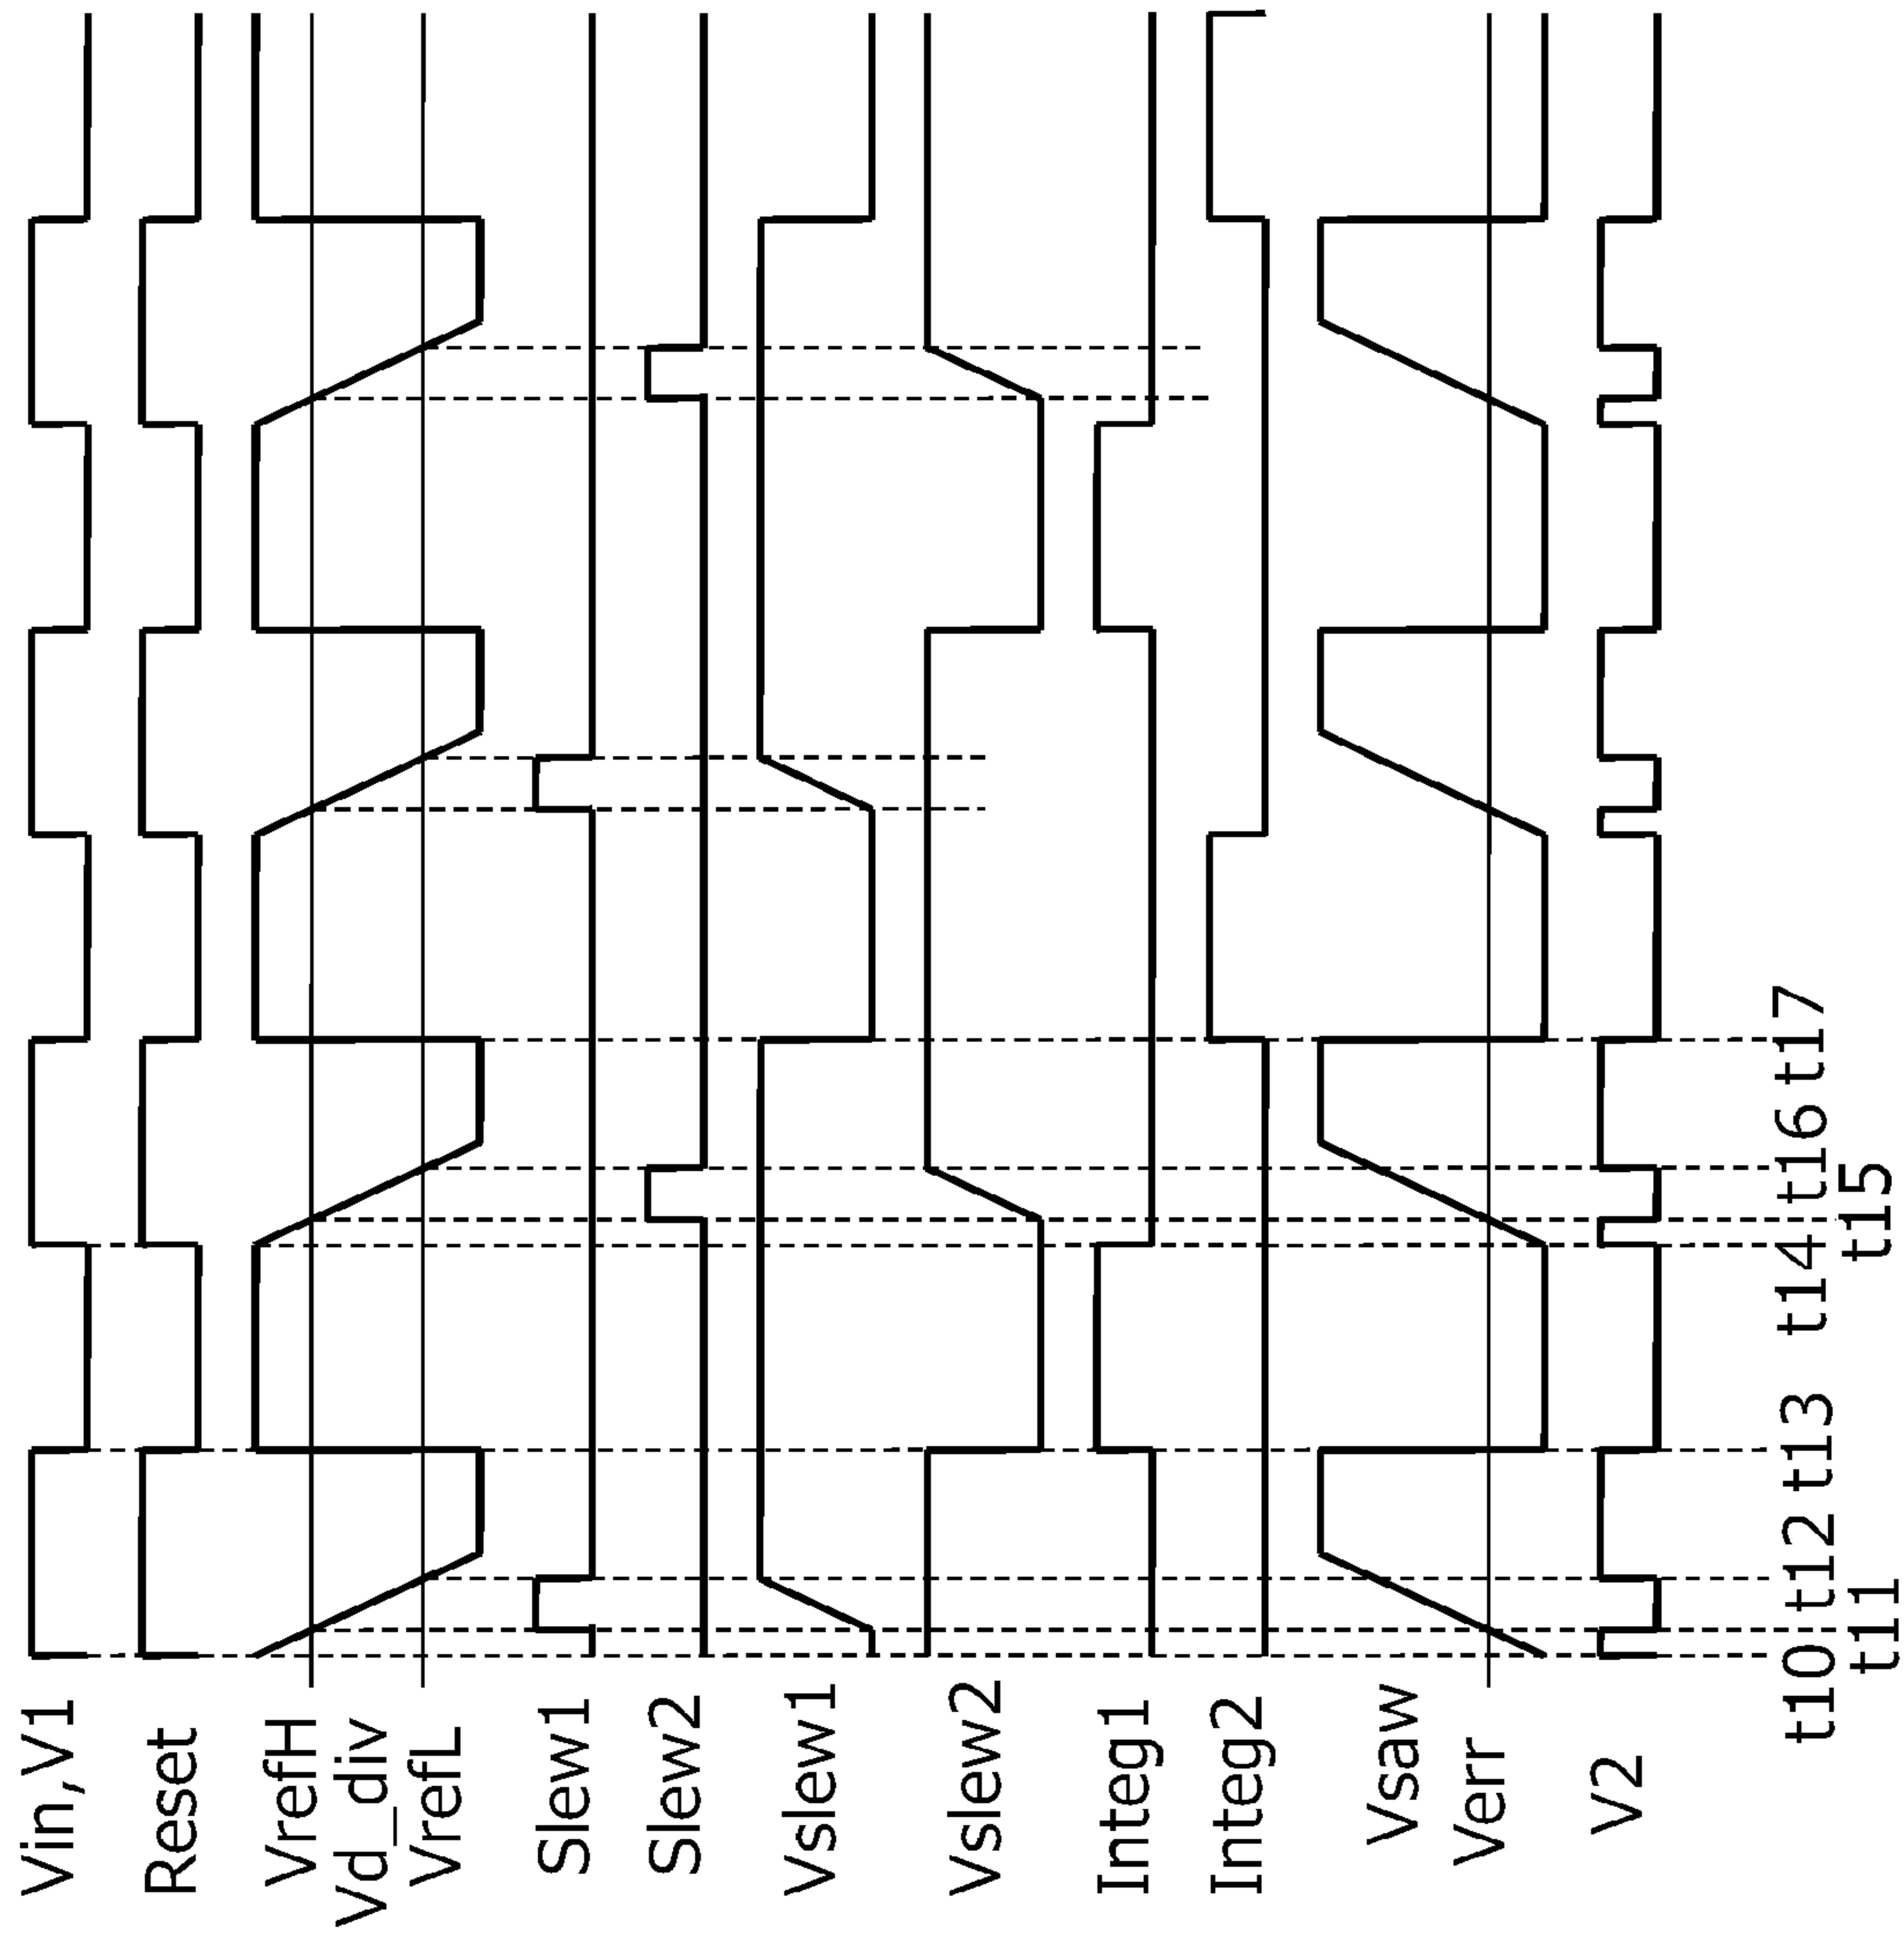 Vin,V1
Reset
VrefH
Vd_div
VrefL
Slew1
Slew2
Vslew1
Vslew2
Integ1
Integ2
Vsaw
Verr
V2
t10 t12 t13 t14 t16 t17
t11 t15